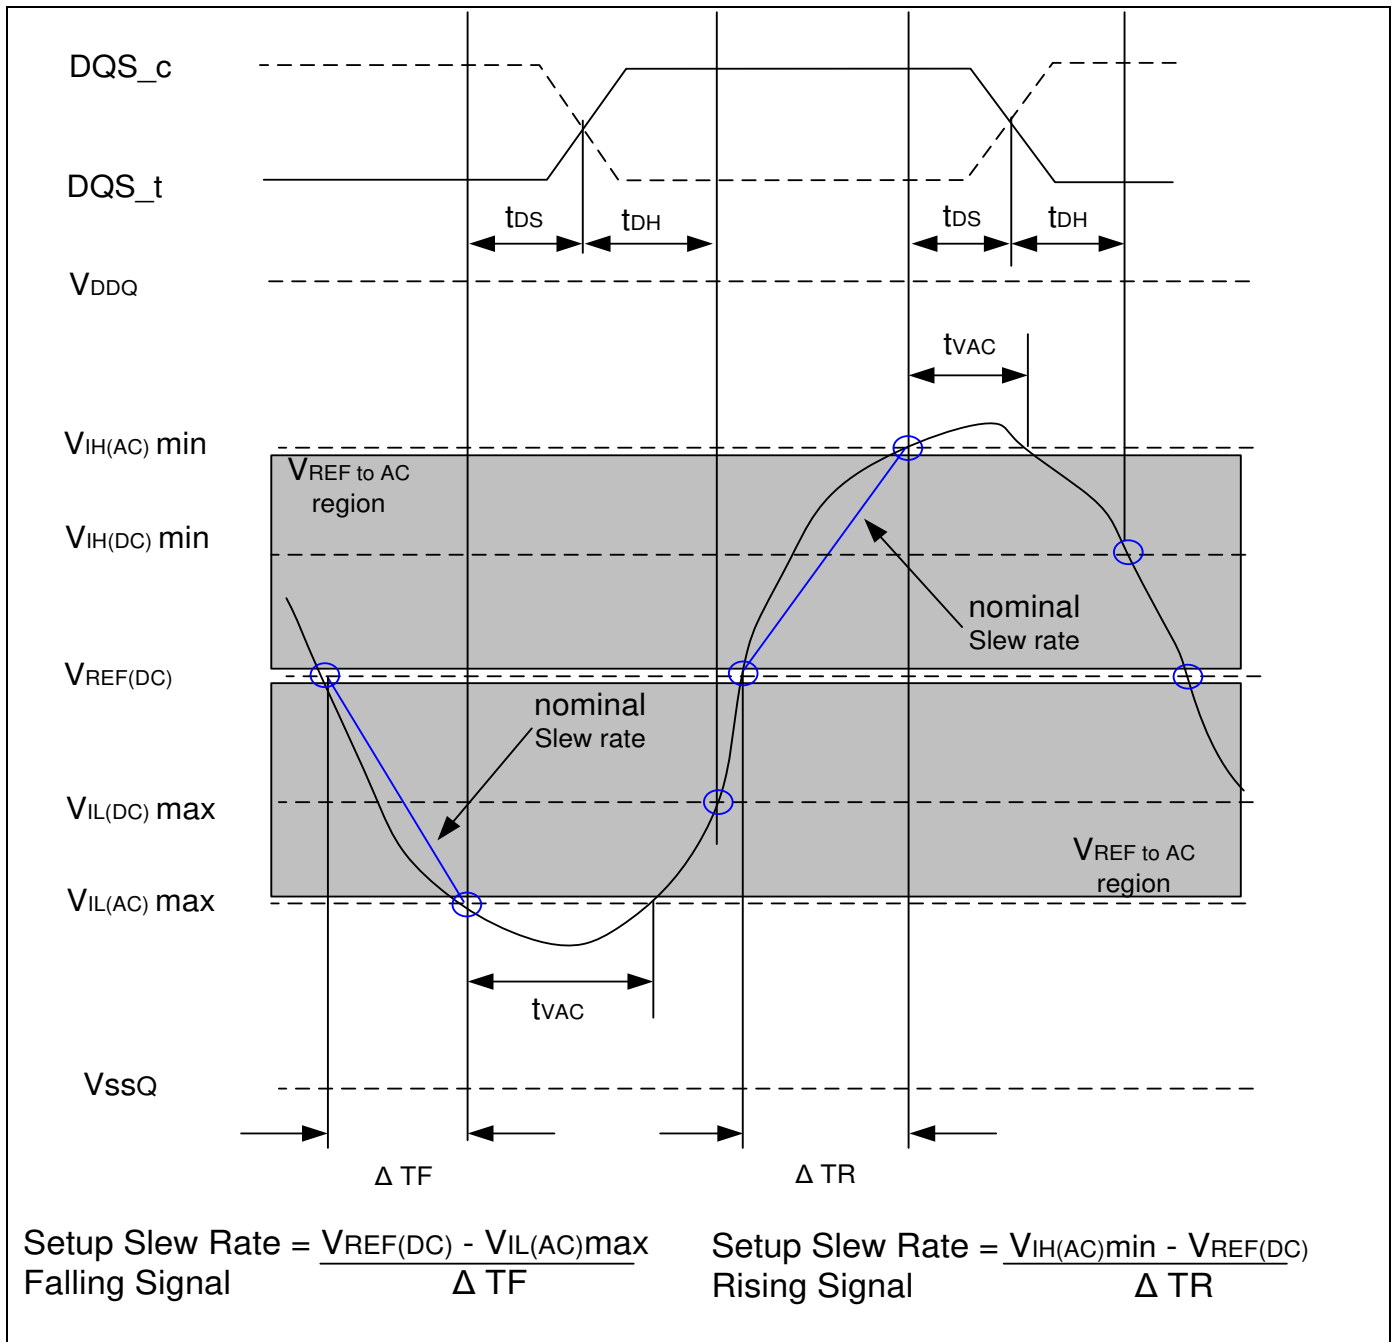 DQS_c
DQS_t
tDS
tDH
tDS
tDH
VDDQ
tVAC
VIH(AC) min
VREF to AC
region
VIH(DC) min
nominal
Slew rate
VREF(DC)
nominal
Slew rate
VIL(DC) max
VREF to AC
region
VIL(AC) max
tVAC
VssQ
Δ TF
Δ TR
Setup Slew Rate = VREF(DC) - VIL(AC)max
Falling Signal Δ TF
Setup Slew Rate = VIH(AC)min - VREF(DC)
Rising Signal Δ TR